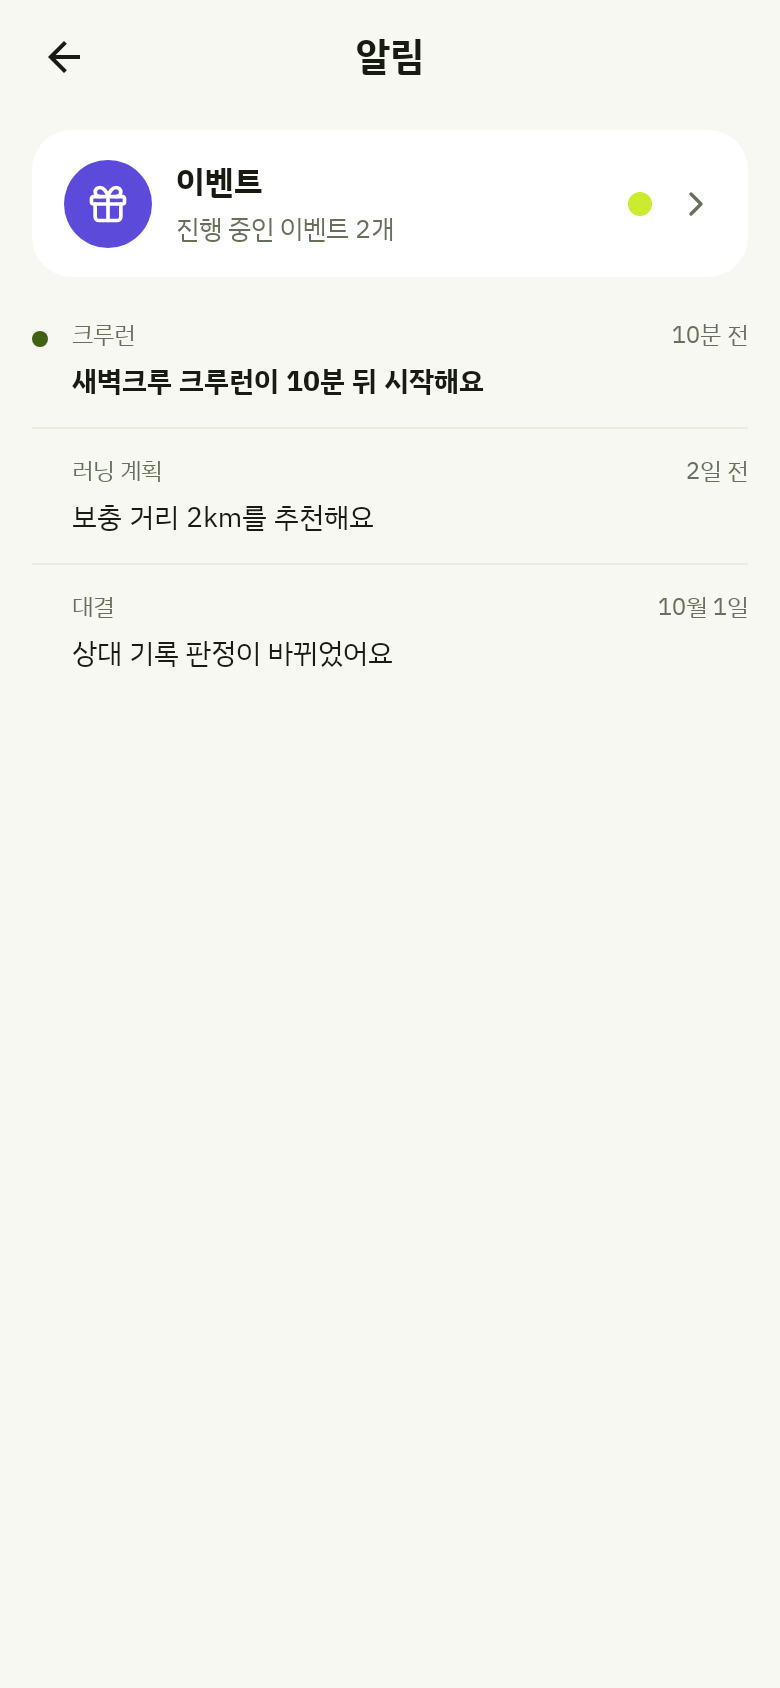 알림
이벤트
진행 중인 이벤트 2개
크루런
10분 전
새벽크루 크루런이 10분 뒤 시작해요
러닝 계획
2일 전
보충 거리 2km를 추천해요
대결
10월 1일
상대 기록 판정이 바뀌었어요